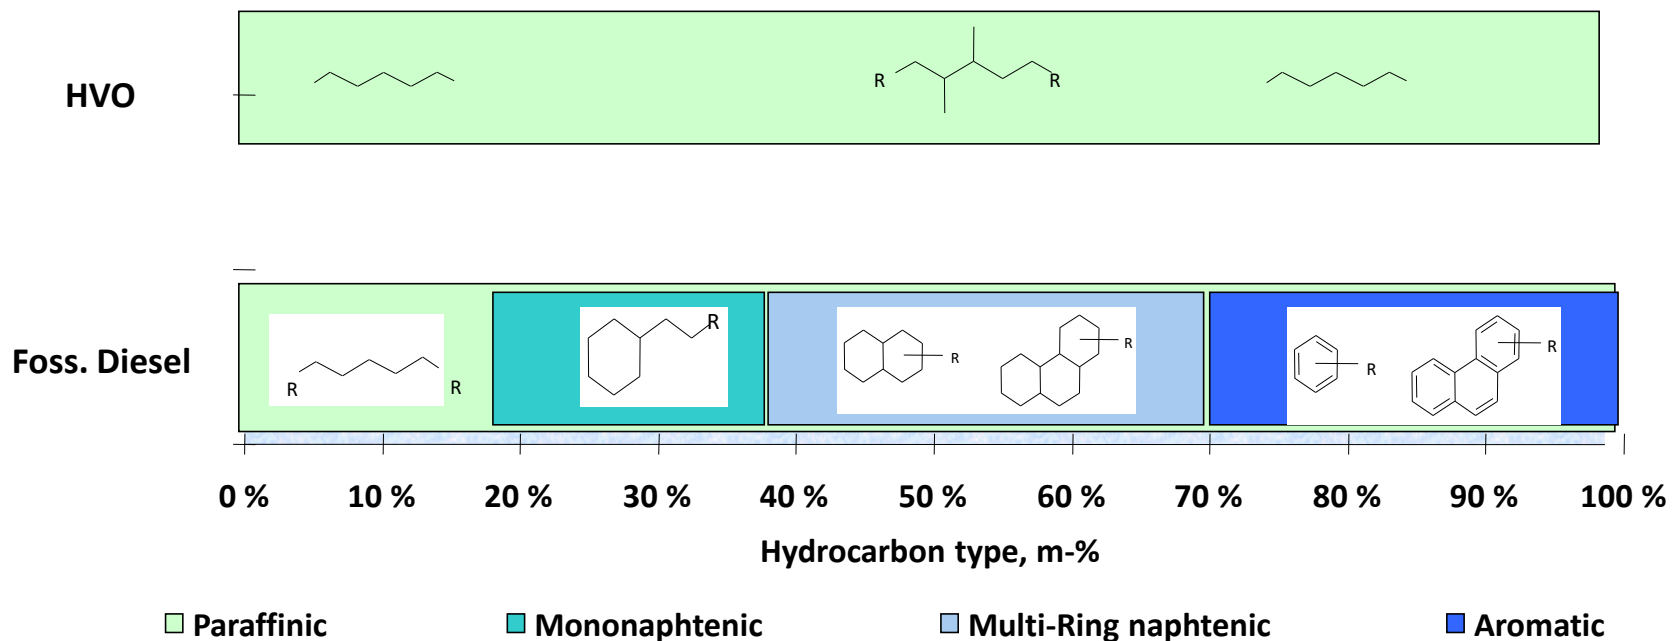 HVO
R R
Foss. Diesel
R R
R
R
R
R
R
0 % 10 % 20 % 30 % 40 % 50 % 60 % 70 % 80 % 90 % 100 %
Hydrocarbon type, m-%
Paraffinic Mononaphtenic Multi-Ring naphtenic Aromatic